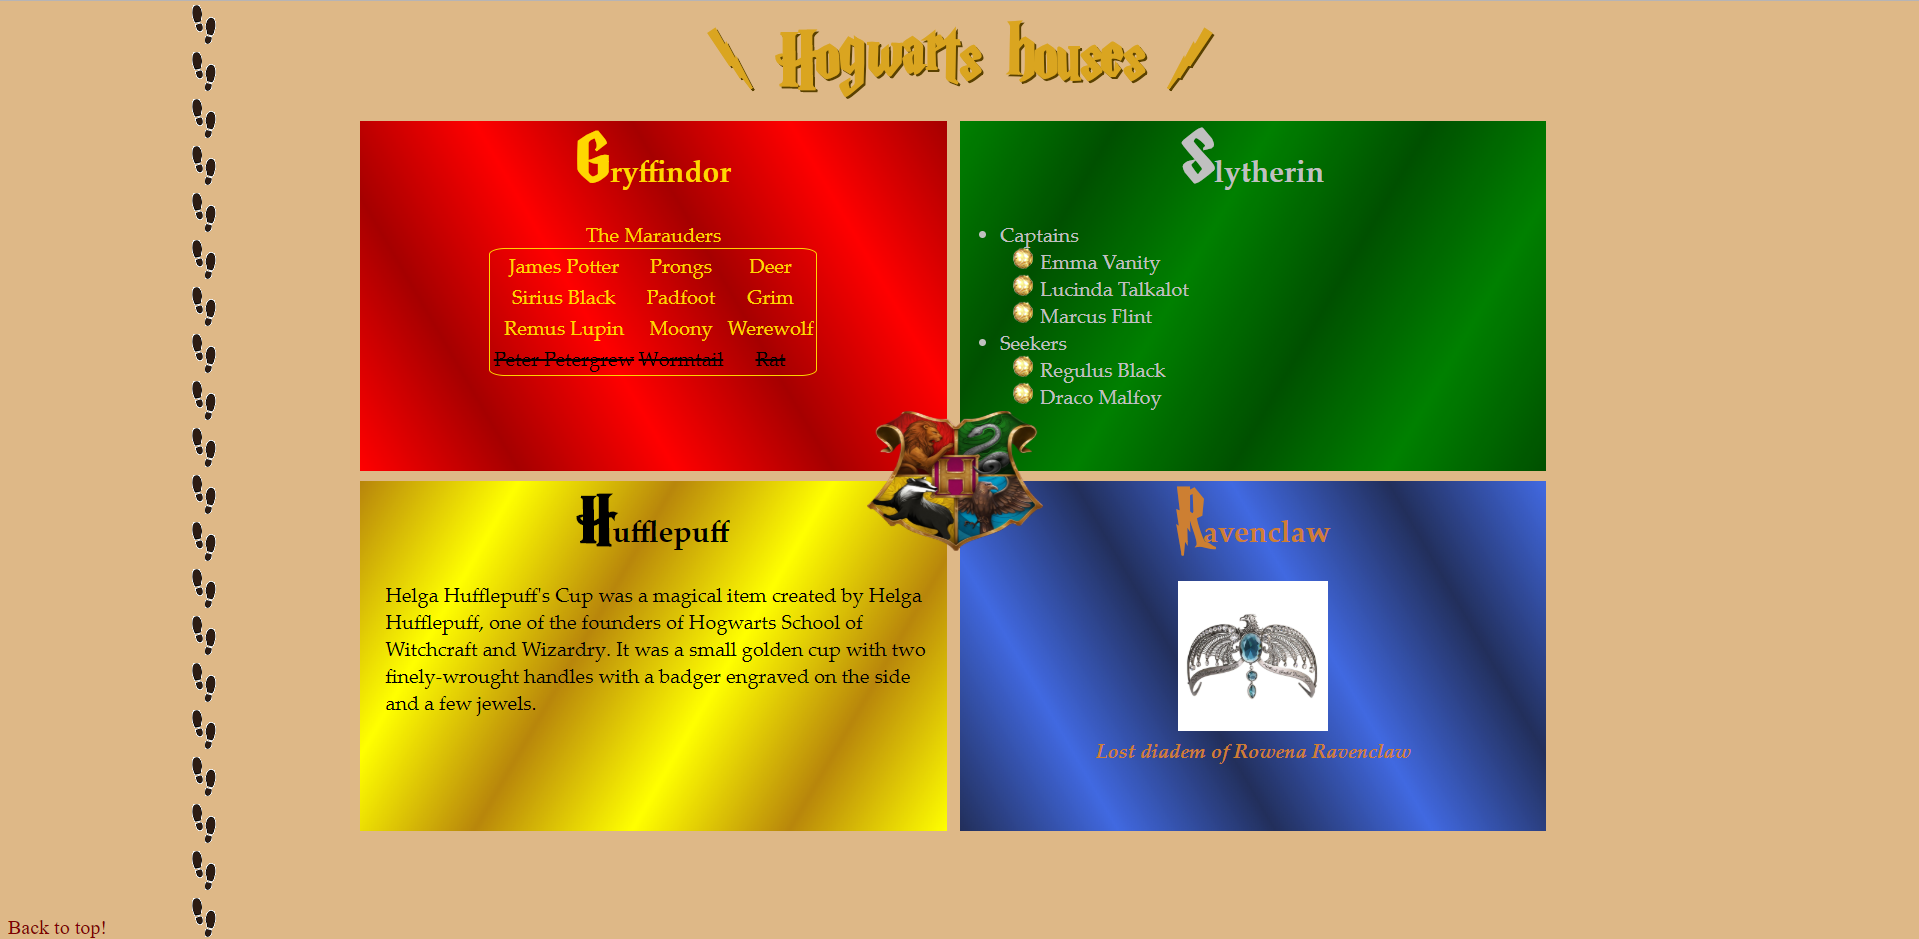 \ Hogwarts houses /
Gryffindor
The Marauders
James Potter Prongs Deer
Sirius Black Padfoot Grim
Remus Lupin Moony Werewolf
Peter Petergrew Wormtail Rat
Slytherin
Captains
Emma Vanity
Lucinda Talkalot
Marcus Flint
Seekers
Regulus Black
Draco Malfoy
H
Hufflepuff
Helga Hufflepuff's Cup was a magical item created by Helga
Hufflepuff, one of the founders of Hogwarts School of
Witchcraft and Wizardry. It was a small golden cup with two
finely-wrought handles with a badger engraved on the side
and a few jewels.
Ravenclaw
Lost diadem of Rowena Ravenclaw
Back to top!